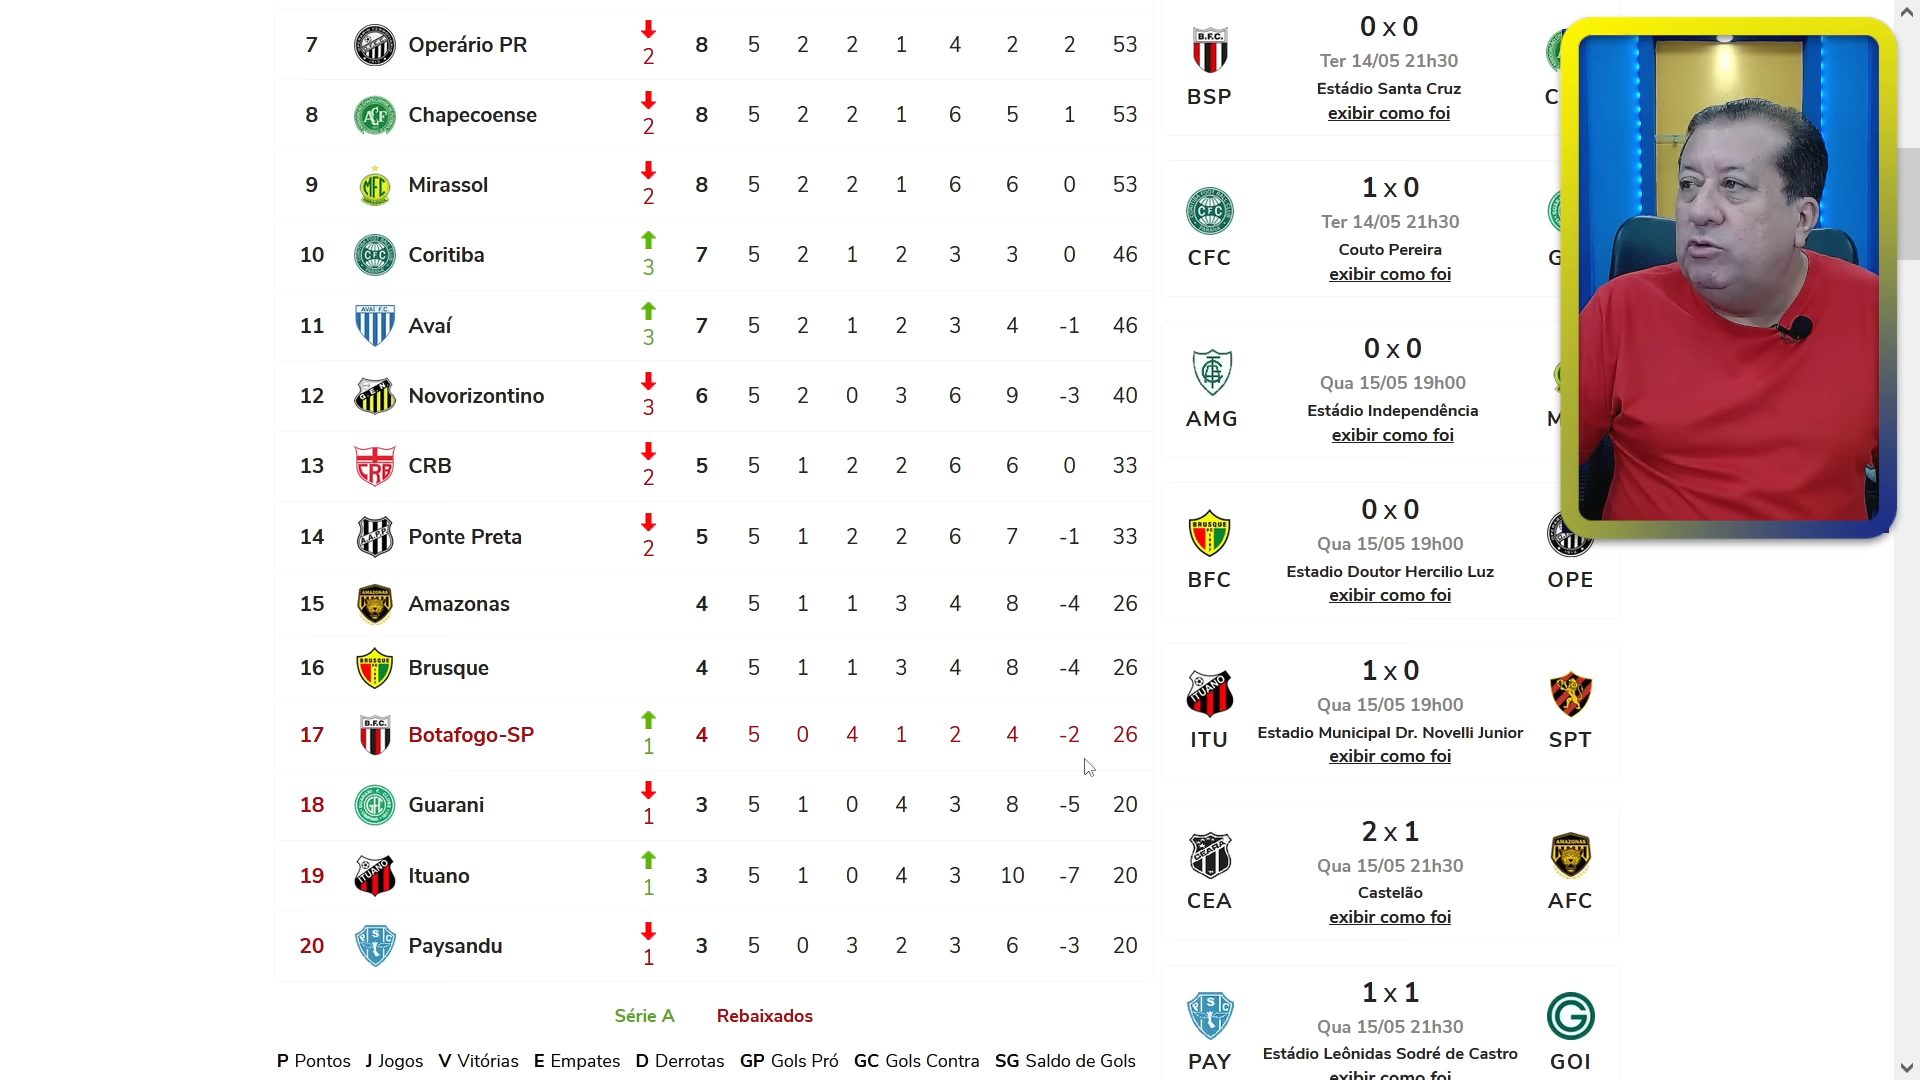 7 Operário PR 2 8 5 2 2 1 4 2 2 53
8 Chapecoense 2 8 5 2 2 1 6 5 1 53
9 Mirassol 2 8 5 2 2 1 6 6 0 53
10 Coritiba 3 7 5 2 1 2 3 3 0 46
11 Avaí 3 7 5 2 1 2 3 4 -1 46
12 Novorizontino 3 6 5 2 0 3 6 9 -3 40
13 CRB 2 5 5 1 2 2 6 6 0 33
14 Ponte Preta 2 5 5 1 2 2 6 7 -1 33
15 Amazonas 4 5 1 1 3 4 8 -4 26
16 Brusque 4 5 1 1 3 4 8 -4 26
17 Botafogo-SP 1 4 5 0 4 1 2 4 -2 26
18 Guarani 1 3 5 1 0 4 3 8 -5 20
19 Ituano 1 3 5 1 0 4 3 10 -7 20
20 Paysandu 1 3 5 0 3 2 3 6 -3 20
Série A Rebaixados
P Pontos J Jogos V Vitórias E Empates D Derrotas GP Gols Pró GC Gols Contra SG Saldo de Gols
0 x 0
Ter 14/05 21h30
Estádio Santa Cruz
BSP
exibir como foi
1 x 0
Ter 14/05 21h30
Couto Pereira
CFC
exibir como foi
0 x 0
Qua 15/05 19h00
Estádio Independência
AMG
exibir como foi
0 x 0
Qua 15/05 19h00
Estadio Doutor Hercilio Luz
BFC OPE
exibir como foi
1 x 0
Qua 15/05 19h00
Estadio Municipal Dr. Novelli Junior
ITU SPT
exibir como foi
2 x 1
Qua 15/05 21h30
Castelão
CEA AFC
exibir como foi
1 x 1
Qua 15/05 21h30
Estádio Leônidas Sodré de Castro
PAY GOI
exibir como foi